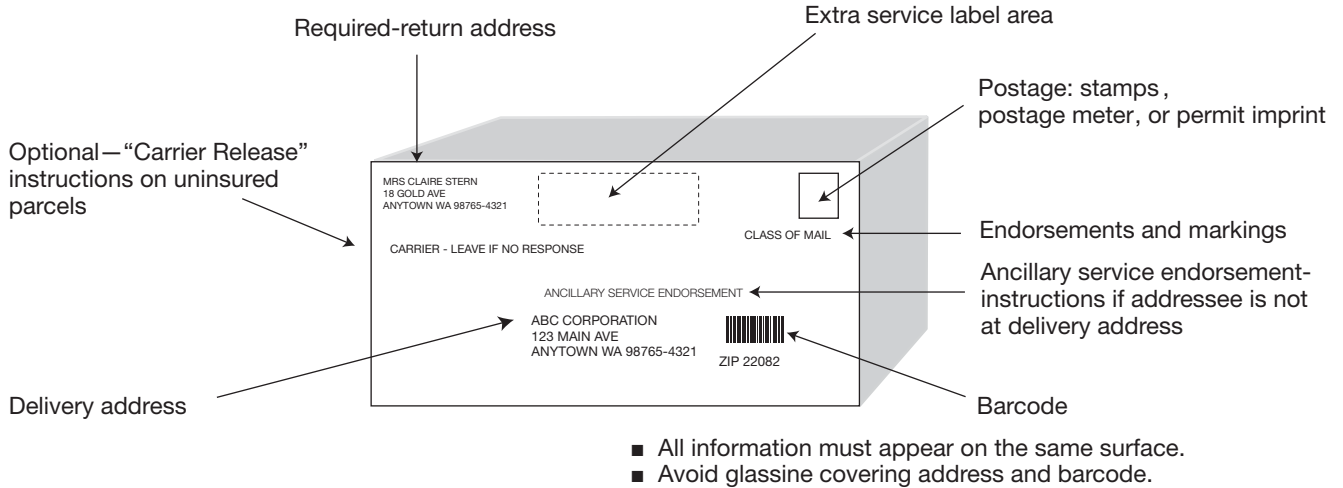 Required-return address
Extra service label area
Postage: stamps,
postage meter, or permit imprint
Optional—“Carrier Release”
instructions on uninsured
parcels
MRS CLAIRE STERN
18 GOLD AVE
ANYTOWN WA 98765-4321
CARRIER - LEAVE IF NO RESPONSE
CLASS OF MAIL
Endorsements and markings
ANCILLARY SERVICE ENDORSEMENT
Ancillary service endorsement-
instructions if addressee is not
at delivery address
ABC CORPORATION
123 MAIN AVE
ANYTOWN WA 98765-4321
ZIP 22082
Delivery address
Barcode
■ All information must appear on the same surface.
■ Avoid glassine covering address and barcode.